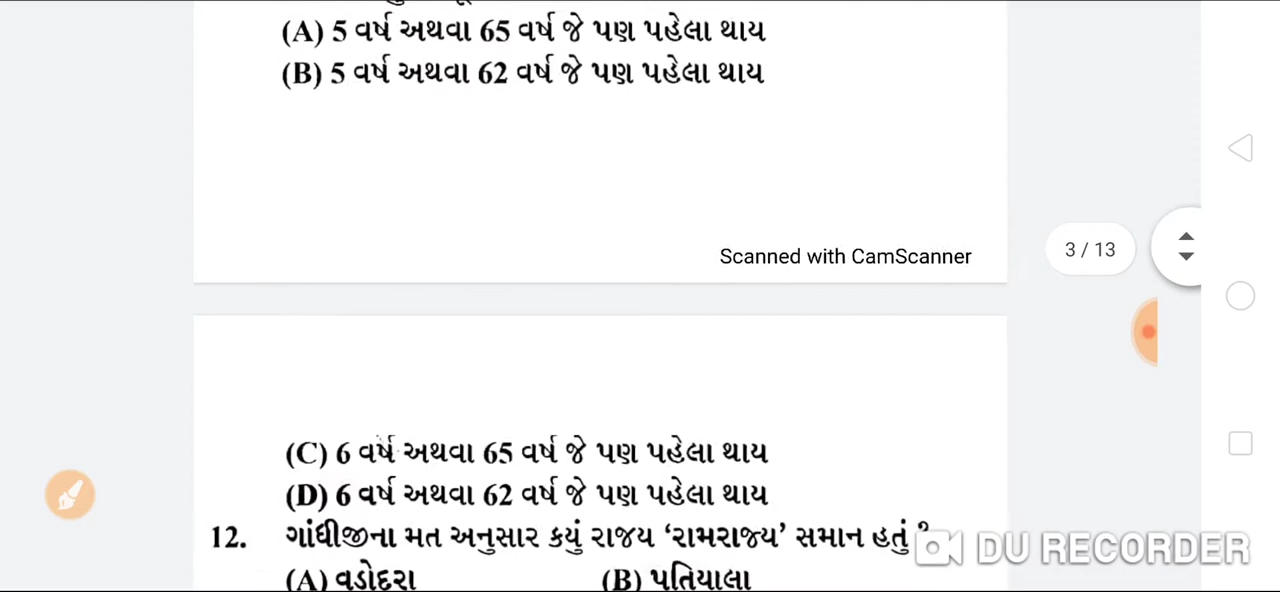 (A) 5 વર્ષ અથવા 65 વર્ષ જે પણ પહેલા થાય
(B) 5 વર્ષ અથવા 62 વર્ષ જે પણ પહેલા થાય
Scanned with CamScanner
3 / 13
(C) 6 વર્ષ અથવા 65 વર્ષ જે પણ પહેલા થાય
(D) 6 વર્ષ અથવા 62 વર્ષ જે પણ પહેલા થાય
12. ગાંધીજીના મત અનુસાર કયું રાજય ‘રામરાજ્ય’ સમાન હતું ?
DU RECORDER
(A) વડોદરા (B) પતિયાલા